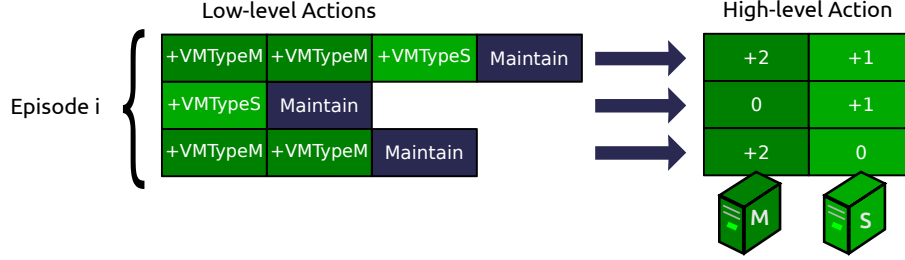 Low-level Actions High-level Action
+VMTypeM +VMTypeM +VMTypeS Maintain +2 +1
Episode i +VMTypeS Maintain 0 +1
+VMTypeM +VMTypeM Maintain +2 0
M S